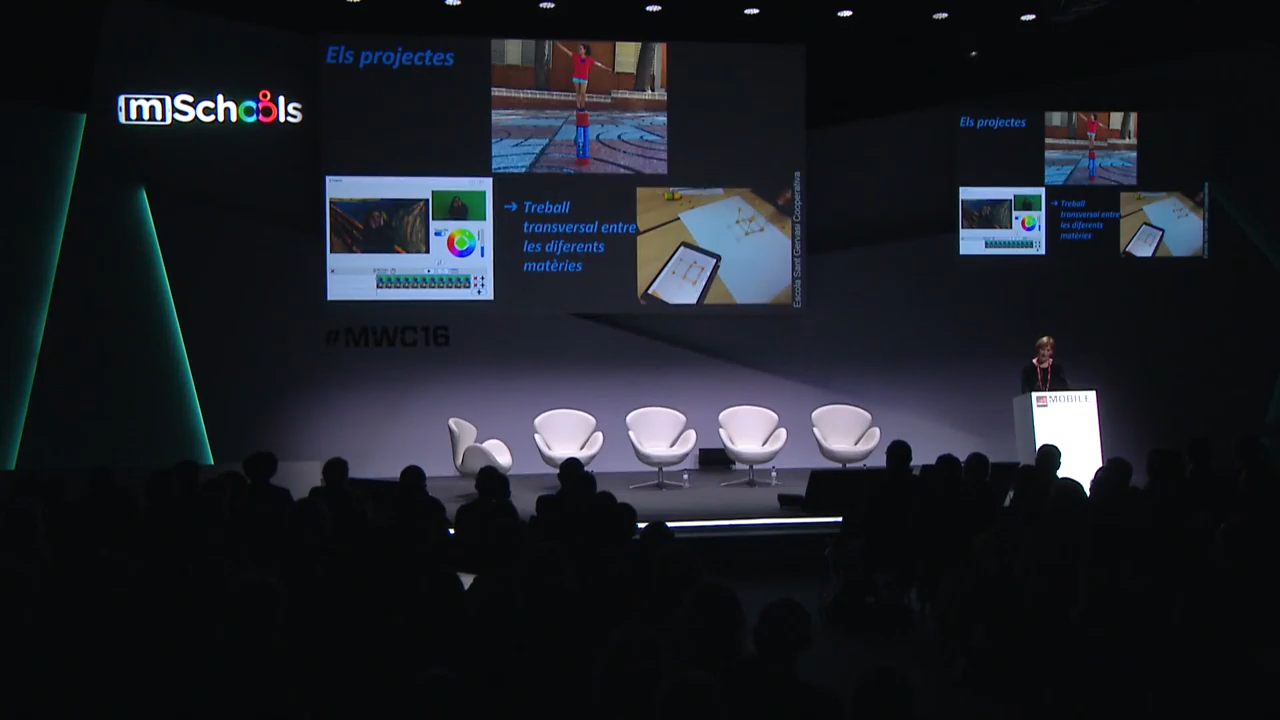 mSchools
Els projectes
➔ Treball
transversal entre
les diferents
matèries
Escola Sant Gervasi Cooperativa
#MWC16
Els projectes
➔ Treball
transversal entre
les diferents
matèries
MOBILE